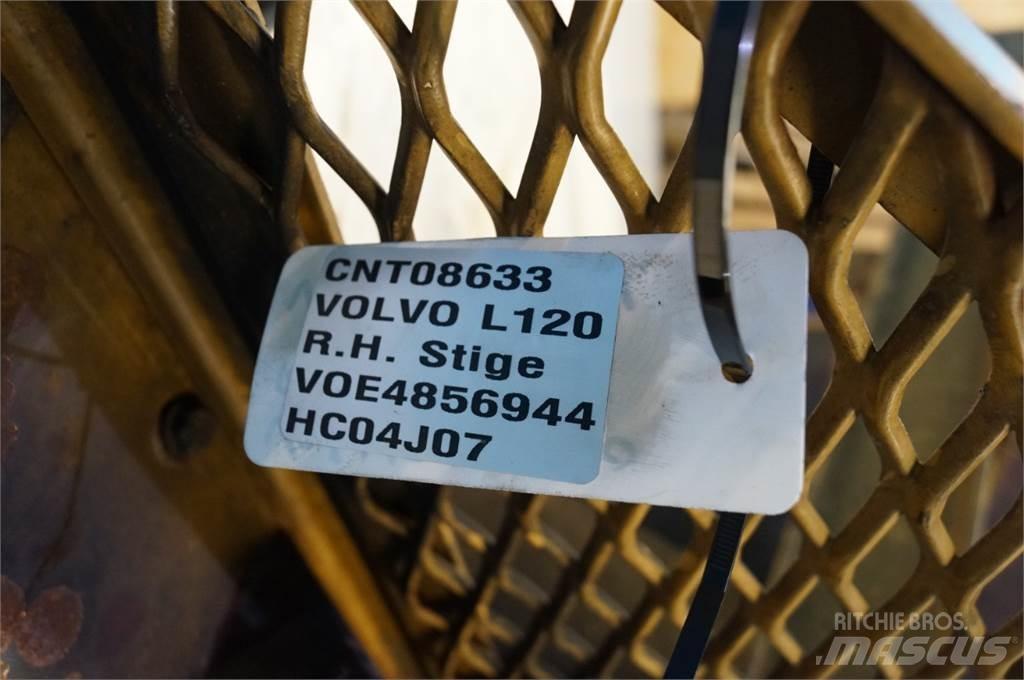 CNT08633
VOLVO L120
R.H. Stige
VOE4856944
HC04J07
RITCHIE BROS.
MASCUS